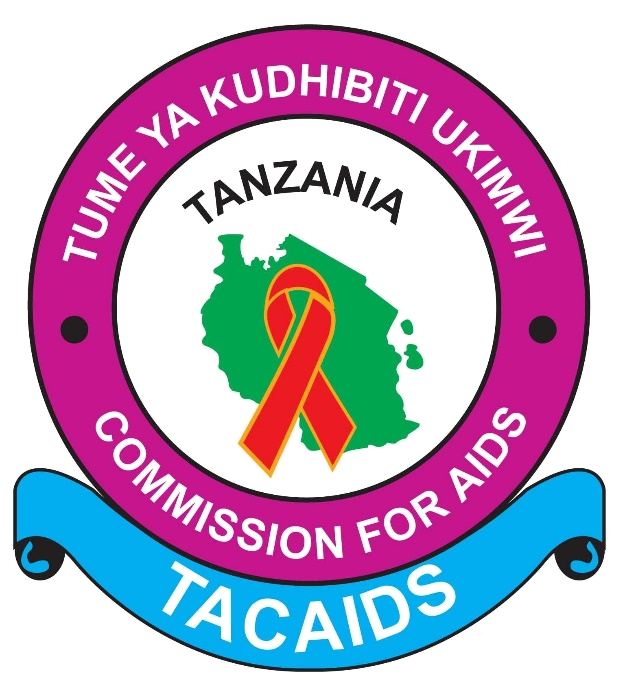 TUME YA KUDHIBITI UKIMWI
TANZANIA
COMMISSION FOR AIDS
TACAIDS